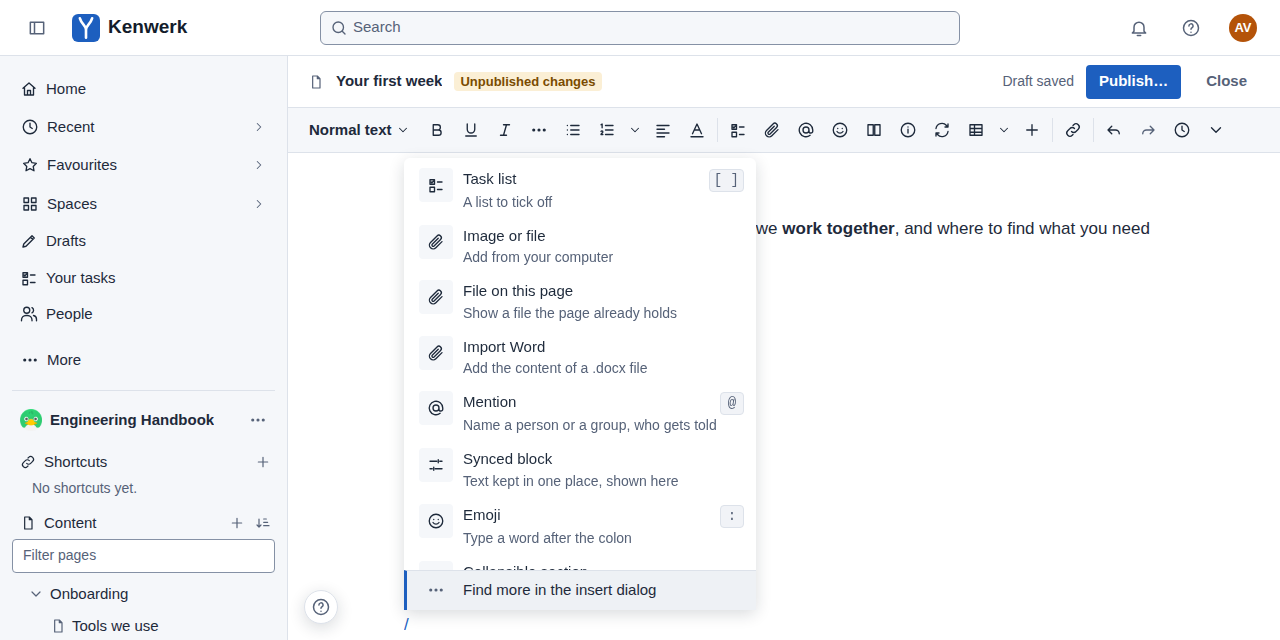 Kenwerk
Search
AV
Home
Recent
Favourites
Spaces
Drafts
Your tasks
People
More
Engineering Handbook
Shortcuts
No shortcuts yet.
Content
Filter pages
Onboarding
Tools we use
Your first week
Unpublished changes
Draft saved
Publish…
Close
Normal text
we work together, and where to find what you need
Task list
[ ]
A list to tick off
Image or file
Add from your computer
File on this page
Show a file the page already holds
Import Word
Add the content of a .docx file
Mention
@
Name a person or a group, who gets told
Synced block
Text kept in one place, shown here
Emoji
:
Type a word after the colon
Collapsible section
Find more in the insert dialog
/